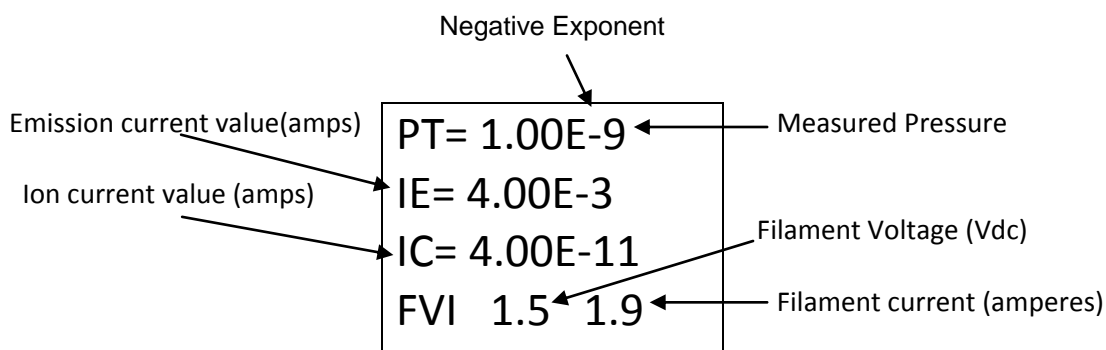 Negative Exponent
Emission current value(amps)
PT= 1.00E-9
Measured Pressure
Ion current value (amps)
IE= 4.00E-3
Filament Voltage (Vdc)
IC= 4.00E-11
FVI 1.5 1.9
Filament current (amperes)